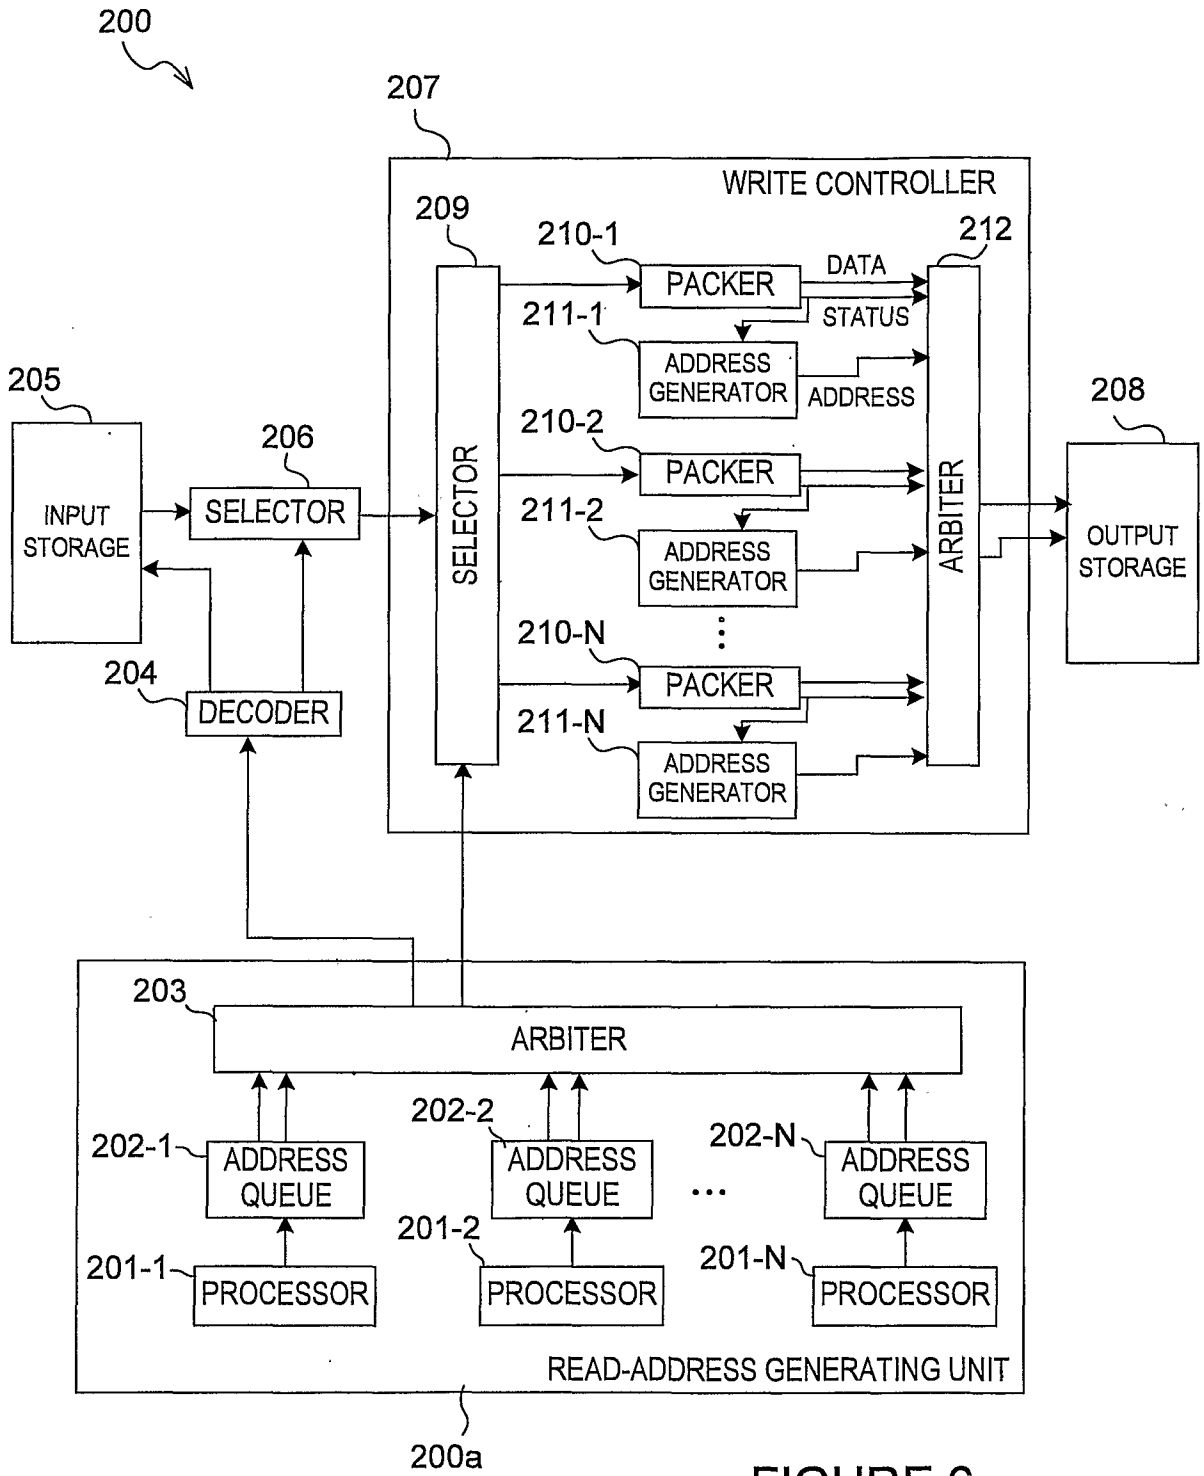 200
207
WRITE CONTROLLER
209
210-1
212
PACKER
DATA
211-1
STATUS
ADDRESS
GENERATOR
ADDRESS
205
208
210-2
206
PACKER
SELECTOR
INPUT
STORAGE
SELECTOR
211-2
ADDRESS
GENERATOR
ARBITER
OUTPUT
STORAGE
210-N
204
PACKER
DECODER
211-N
ADDRESS
GENERATOR
203
ARBITER
202-1
ADDRESS
QUEUE
202-2
ADDRESS
QUEUE
...
202-N
ADDRESS
QUEUE
201-1
PROCESSOR
201-2
PROCESSOR
201-N
PROCESSOR
READ-ADDRESS GENERATING UNIT
200a